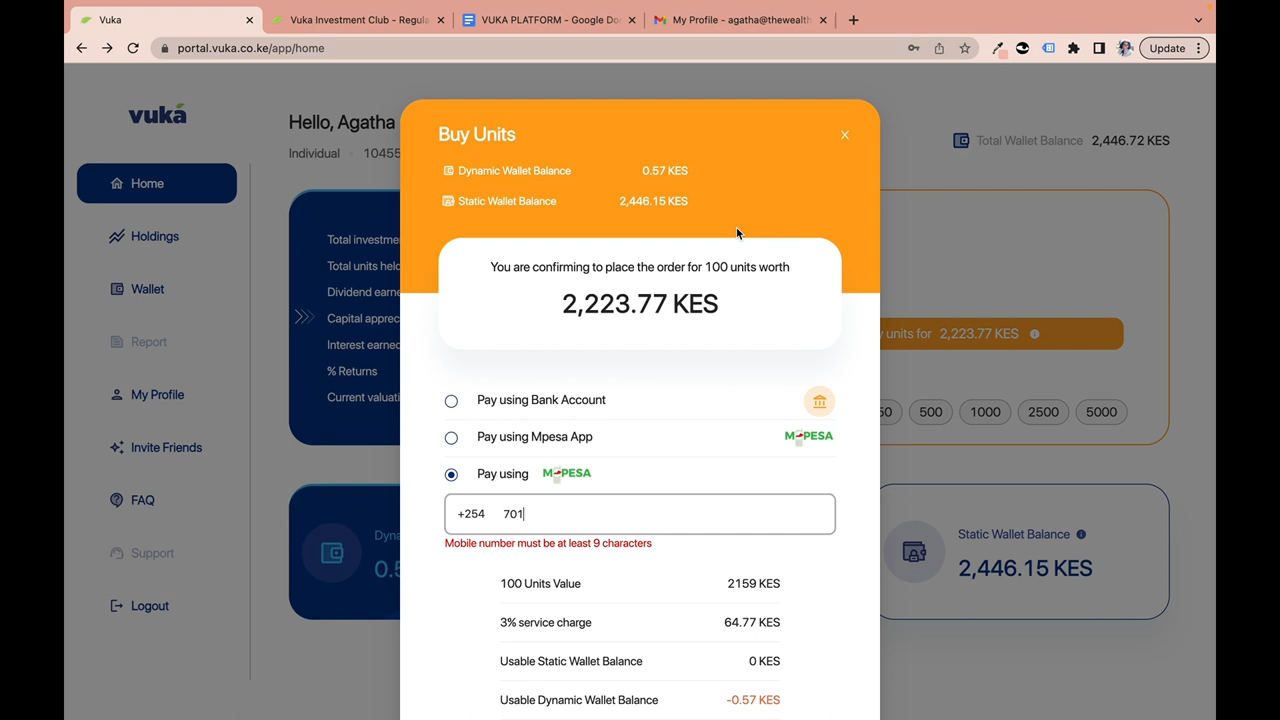 Vuka
Vuka Investment Club - Regula
VUKA PLATFORM - Google Do
My Profile - agatha@thewealth
portal.vuka.co.ke/app/home
Update
vuka
Home
Holdings
Wallet
Report
My Profile
Invite Friends
FAQ
Support
Logout
Hello, Agatha
Individual 10455
Total Wallet Balance 2,446.72 KES
Total investme
Total units held
Dividend earne
Capital apprec
Interest earned
% Returns
Current valuati
Buy Units
X
Dynamic Wallet Balance 0.57 KES
Static Wallet Balance 2,446.15 KES
You are confirming to place the order for 100 units worth
2,223.77 KES
Pay using Bank Account
Pay using Mpesa App M-PESA
Pay using M-PESA
+254 701
Mobile number must be at least 9 characters
100 Units Value 2159 KES
3% service charge 64.77 KES
Usable Static Wallet Balance 0 KES
Usable Dynamic Wallet Balance -0.57 KES
units for 2,223.77 KES
50 500 1000 2500 5000
Dyna
0.5
Static Wallet Balance
2,446.15 KES